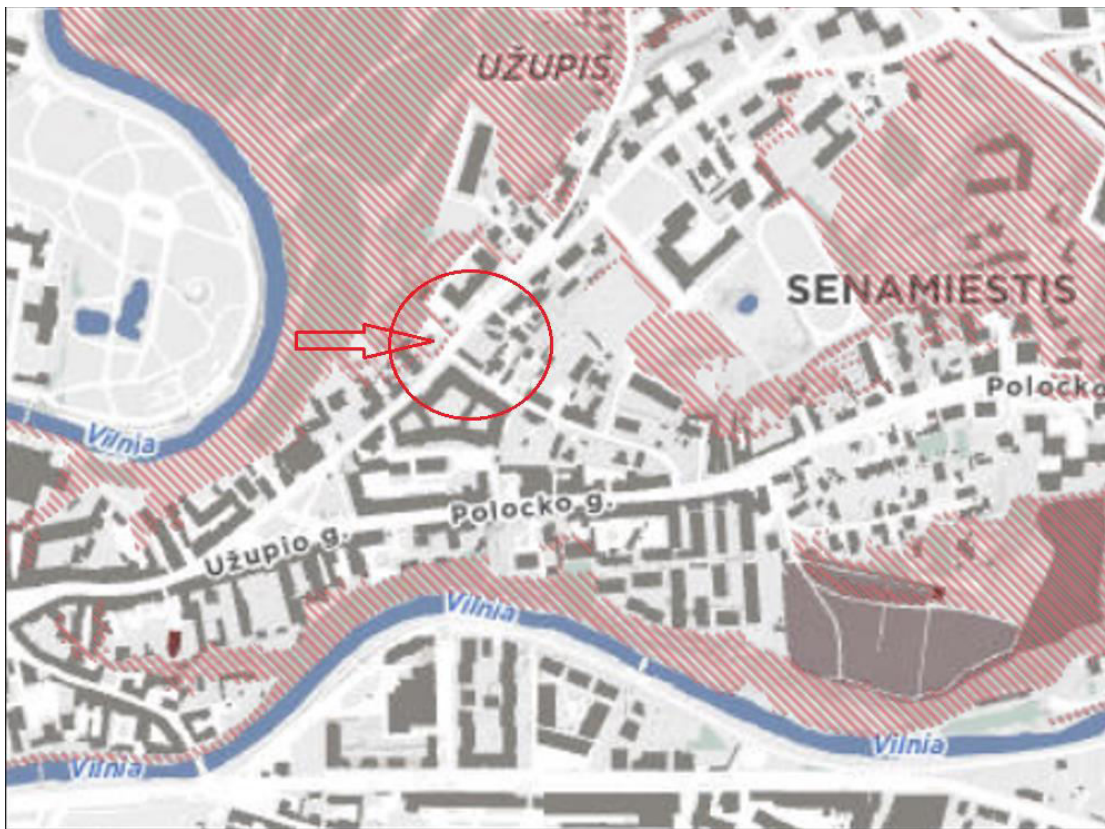 UŽUPIS
SENAMIESTIS
Polocko
Vilnia
Polocko g.
Užupio g.
Vilnia
Vilnia
Vilnia